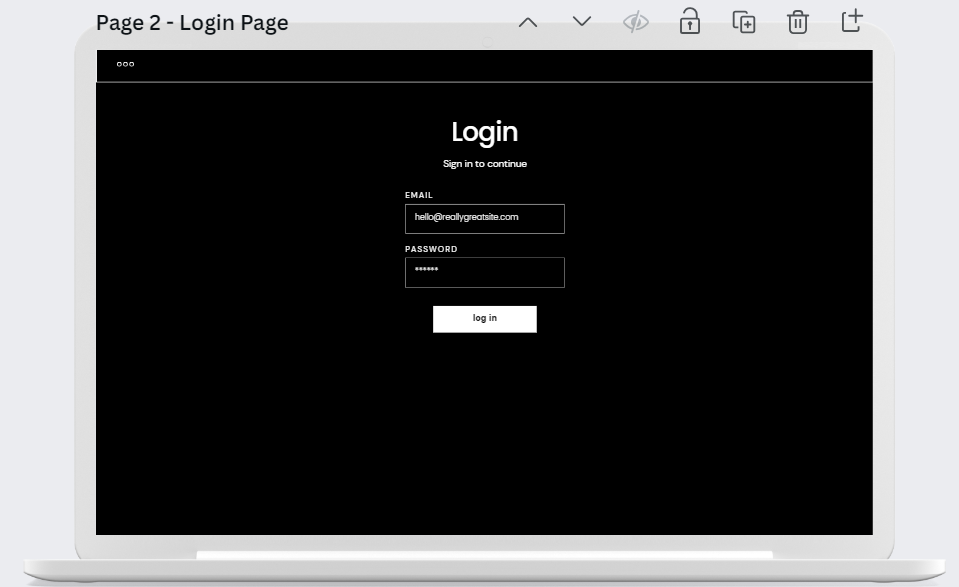 Page 2 - Login Page
Login
Sign in to continue
EMAIL
hello@reallygreatsite.com
PASSWORD
******
log in